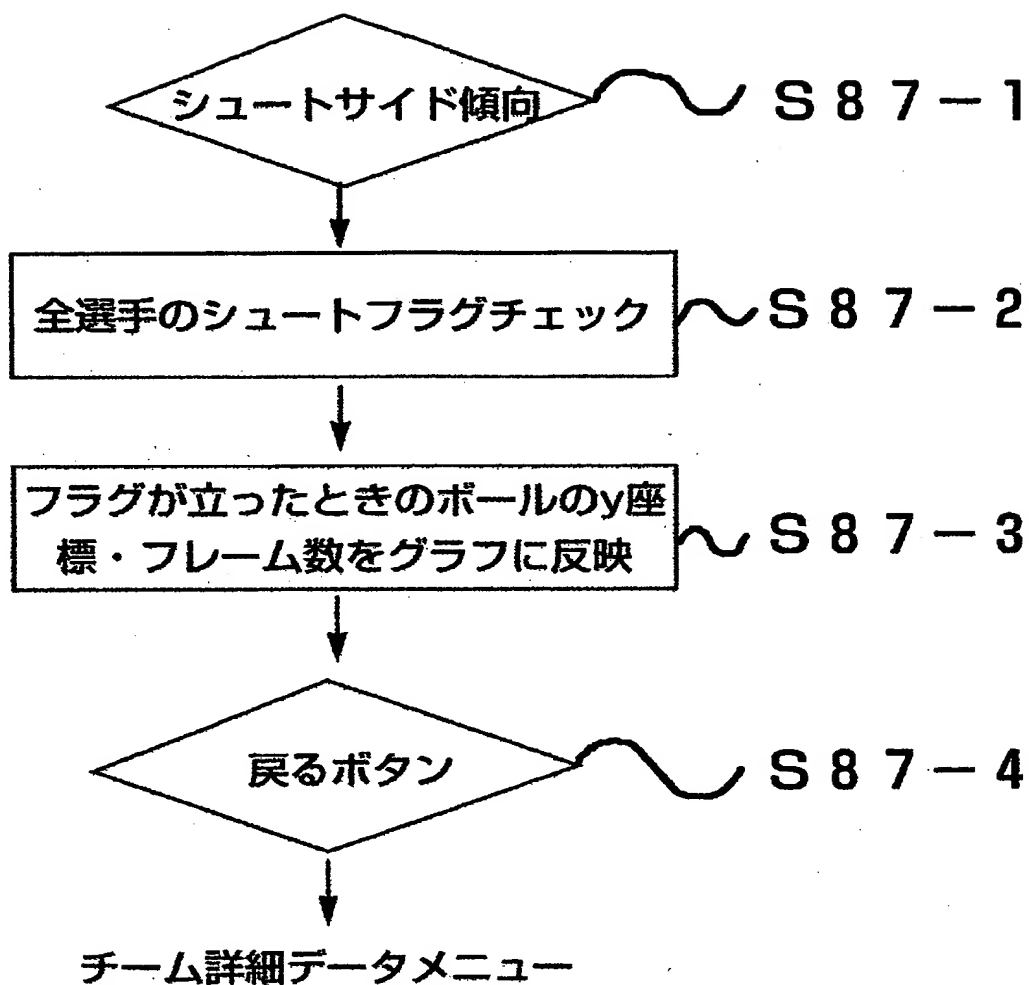 シュートサイド傾向
S87-1
全選手のシュートフラグチェック
S87-2
フラグが立ったときのボールのy座
標・フレーム数をグラフに反映
S87-3
戻るボタン
S87-4
チーム詳細データメニュー